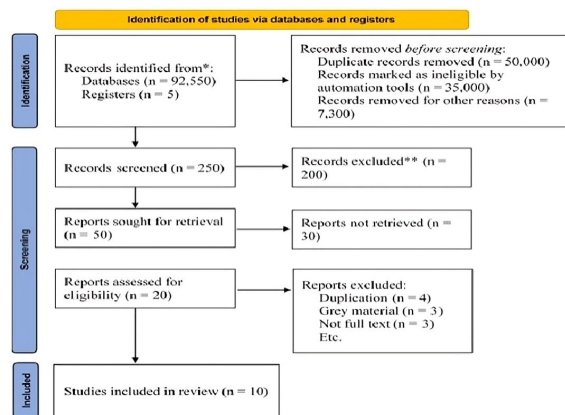 Identification of studies via databases and registers
Identification
Records identified from*:
Databases (n = 92,550)
Registers (n = 5)
Records removed before screening:
Duplicate records removed (n = 50,000)
Records marked as ineligible by
automation tools (n = 35,000)
Records removed for other reasons (n =
7,300)
Screening
Records screened (n = 250)
Records excluded** (n =
200)
Reports sought for retrieval
(n = 50)
Reports not retrieved (n =
30)
Reports assessed for
eligibility (n = 20)
Reports excluded:
Duplication (n = 4)
Grey material (n = 3)
Not full text (n = 3)
Etc.
Included
Studies included in review (n = 10)